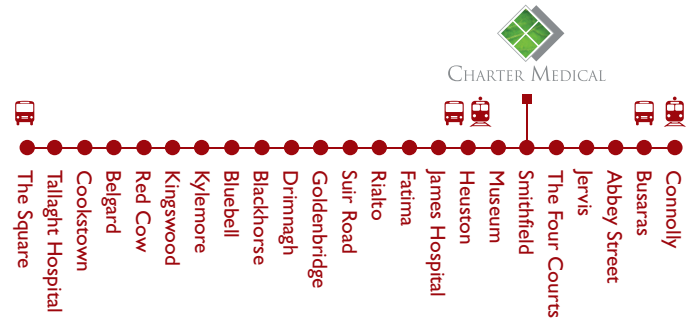 CHARTER MEDICAL
The Square
Tallaght Hospital
Cookstown
Belgard
Red Cow
Kingswood
Kylemore
Bluebell
Blackhorse
Drimnagh
Goldenbridge
Suir Road
Rialto
Fatima
James Hospital
Heuston
Museum
Smithfield
The Four Courts
Jervis
Abbey Street
Busaras
Connolly